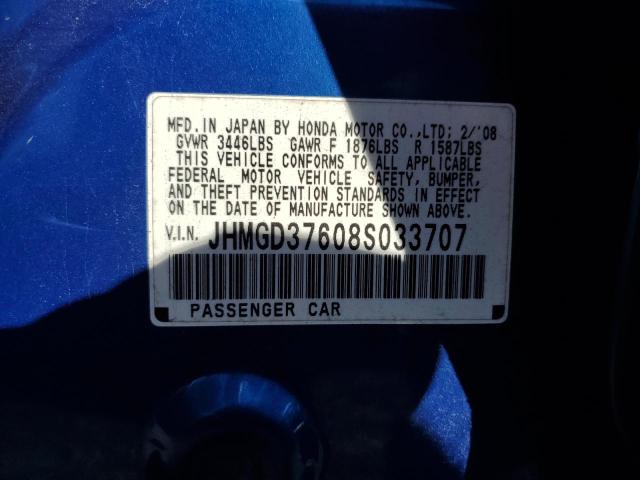 MFD. IN JAPAN BY HONDA MOTOR CO.,LTD; 2/'08
GVWR 3446LBS GAWR F 1876LBS R 1587LBS
THIS VEHICLE CONFORMS TO ALL APPLICABLE
FEDERAL MOTOR VEHICLE SAFETY, BUMPER,
AND THEFT PREVENTION STANDARDS IN EFFECT
ON THE DATE OF MANUFACTURE SHOWN ABOVE.
V.I.N. JHMGD37608S033707
PASSENGER CAR